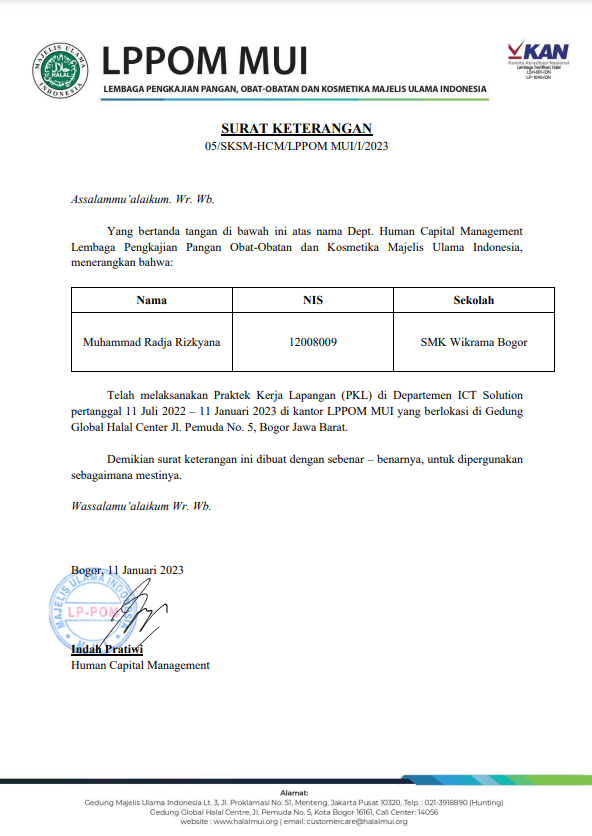 MAJELIS ULAMA
HALAL
INDONESIA
LPPOM MUI
LEMBAGA PENGKAJIAN PANGAN, OBAT-OBATAN DAN KOSMETIKA MAJELIS ULAMA INDONESIA
KAN
Komite Akreditasi Nasional
Lembaga Sertifikasi Halal
LSH-001-IDN
LP-1040-IDN
SURAT KETERANGAN
05/SKSM-HCM/LPPOM MUI/I/2023
Assalammu’alaikum. Wr. Wb.
Yang bertanda tangan di bawah ini atas nama Dept. Human Capital Management
Lembaga Pengkajian Pangan Obat-Obatan dan Kosmetika Majelis Ulama Indonesia,
menerangkan bahwa:
Nama NIS Sekolah
Muhammad Radja Rizkyana 12008009 SMK Wikrama Bogor
Telah melaksanakan Praktek Kerja Lapangan (PKL) di Departemen ICT Solution
pertanggal 11 Juli 2022 – 11 Januari 2023 di kantor LPPOM MUI yang berlokasi di Gedung
Global Halal Center Jl. Pemuda No. 5, Bogor Jawa Barat.
Demikian surat keterangan ini dibuat dengan sebenar – benarnya, untuk dipergunakan
sebagaimana mestinya.
Wassalamu’alaikum Wr. Wb.
Bogor, 11 Januari 2023
MAJELIS ULAMA INDONESIA
LP-POM
Indah Pratiwi
Human Capital Management
Alamat:
Gedung Majelis Ulama Indonesia Lt. 3, Jl. Proklamasi No. 51, Menteng, Jakarta Pusat 10320, Telp. : 021-3918890 (Hunting)
Gedung Global Halal Centre, Jl. Pemuda No. 5, Kota Bogor 16161, Call Center: 14056
website : www.halalmui.org | email: customercare@halalmui.org